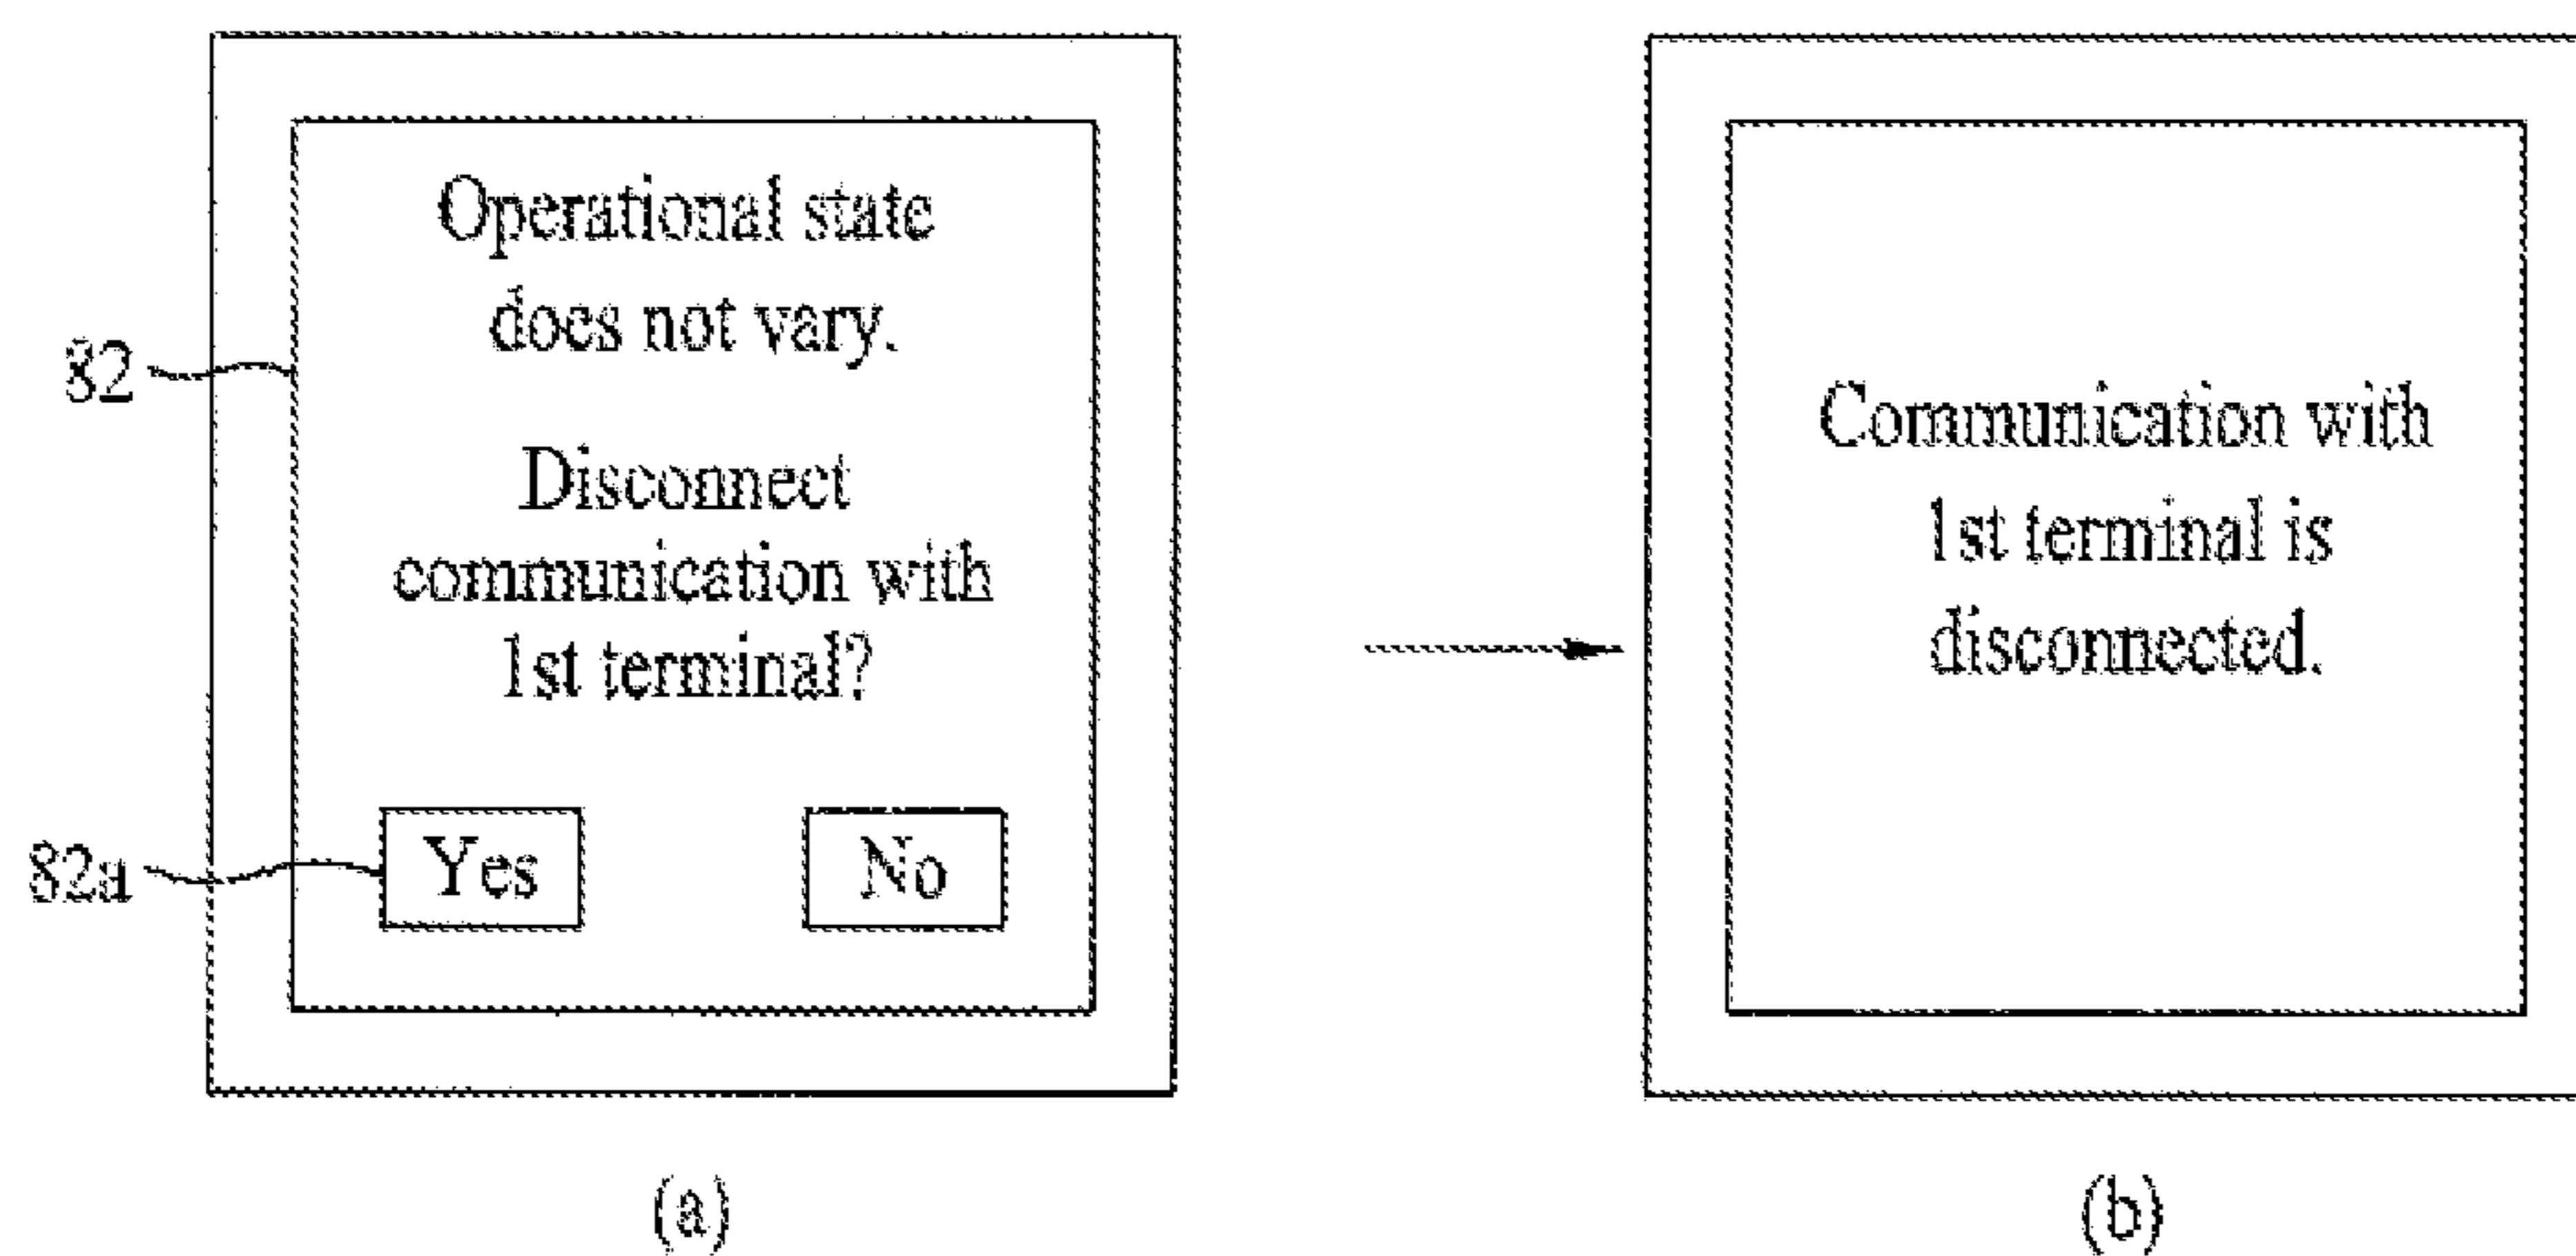 Operational state
does not vary.
82
Disconnect
communication with
1st terminal?
82a
Yes
No
(a)
Communication with
1st terminal is
disconnected.
(b)